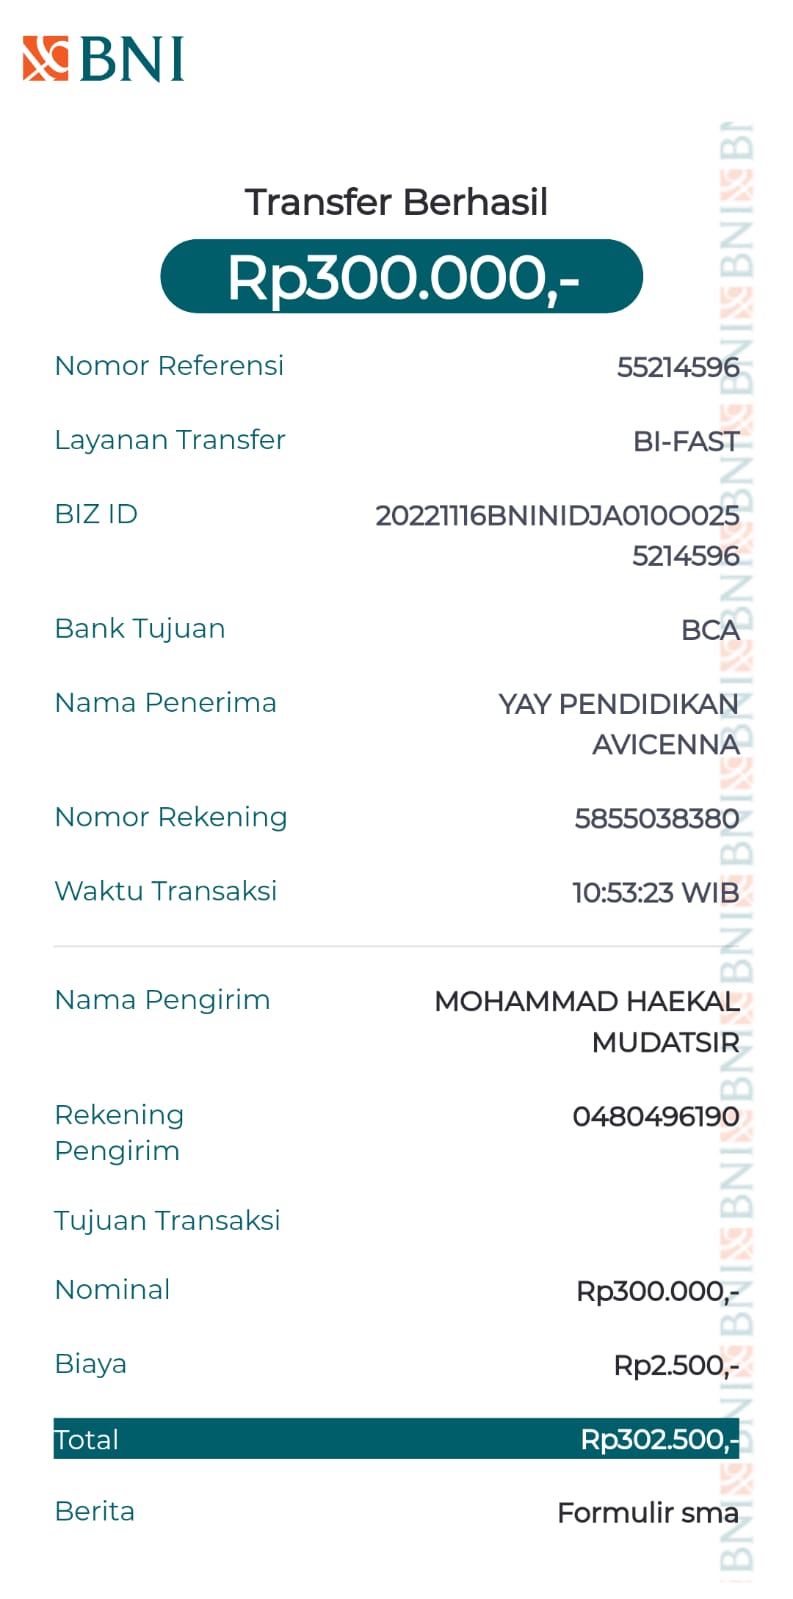 BNI
Transfer Berhasil
Rp300.000,-
Nomor Referensi 55214596
Layanan Transfer BI-FAST
BIZ ID 20221116BNINIDJA010O025
5214596
Bank Tujuan BCA
Nama Penerima YAY PENDIDIKAN
AVICENNA
Nomor Rekening 5855038380
Waktu Transaksi 10:53:23 WIB
Nama Pengirim MOHAMMAD HAEKAL
MUDATSIR
Rekening 0480496190
Pengirim
Tujuan Transaksi
Nominal Rp300.000,-
Biaya Rp2.500,-
Total Rp302.500,-
Berita Formulir sma
BNI BNI BNI BNI BNI BNI BNI BNI BNI BNI BNI BNI BNI